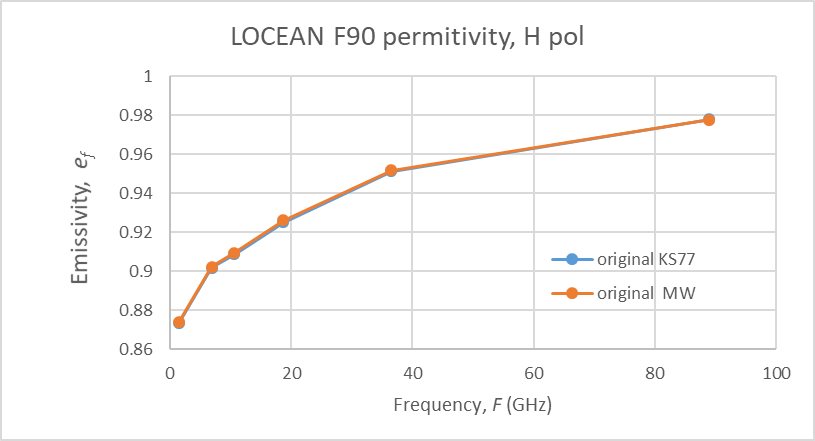 LOCEAN F90 permitivity, H pol
1
0.98
0.96
0.94
0.92
0.9
0.88
0.86
Emissivity, ef
original KS77
original MW
0 20 40 60 80 100
Frequency, F (GHz)